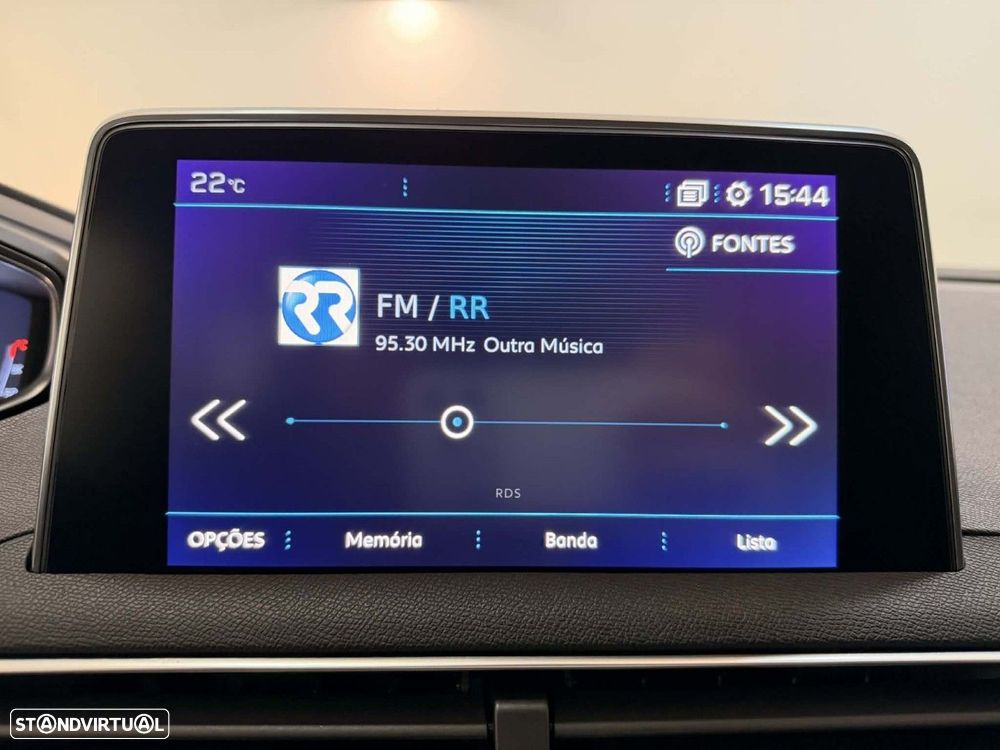 22°C
15:44
FONTES
RR
FM / RR
95.30 MHz Outra Música
RDS
OPÇÕES Memória Banda Lista
STANDVIRTUAL